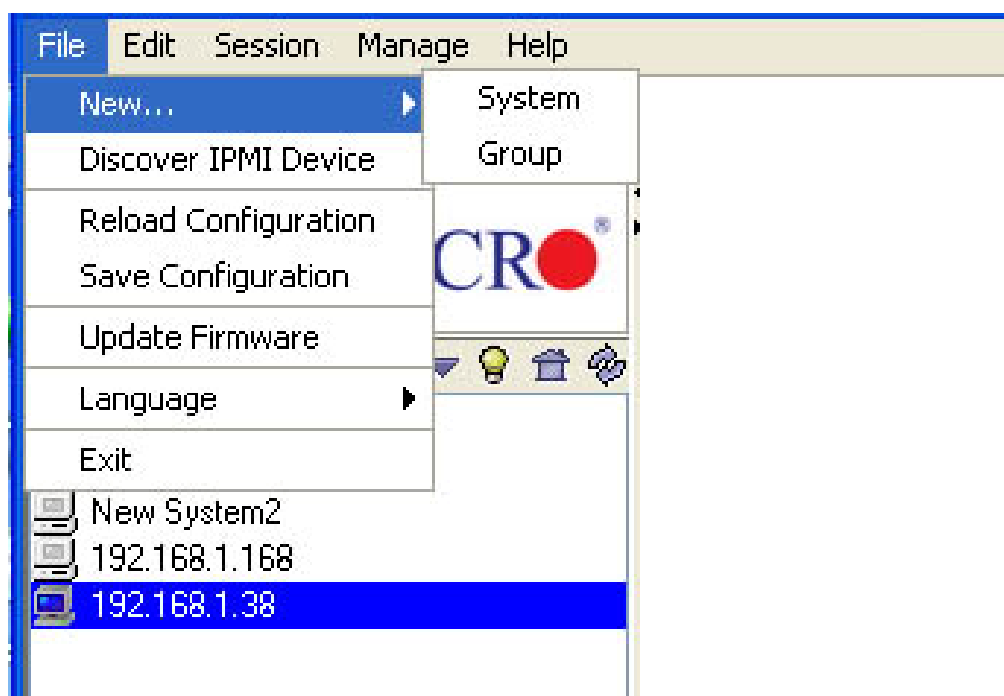 File Edit Session Manage Help
New...
System
Discover IPMI Device
Group
Reload Configuration
Save Configuration
CR
®
Update Firmware
Language
Exit
New System2
192.168.1.168
192.168.1.38